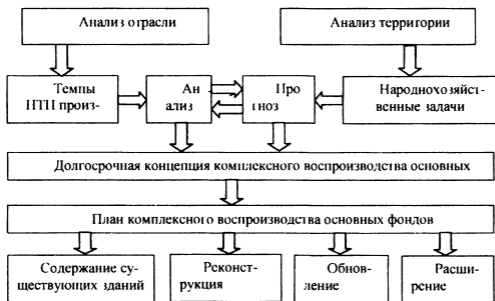 Анализ отрасли
Анализ территории
Темпы
НТП произ-
Ан
ализ
Про
гноз
Народнохозяйст-
венные задачи
Долгосрочная концепция комплексного воспроизводства основных
План комплексного воспроизводства основных фондов
Содержание су-
ществующих зданий
Реконст-
рукция
Обнов-
ление
Расши-
рение